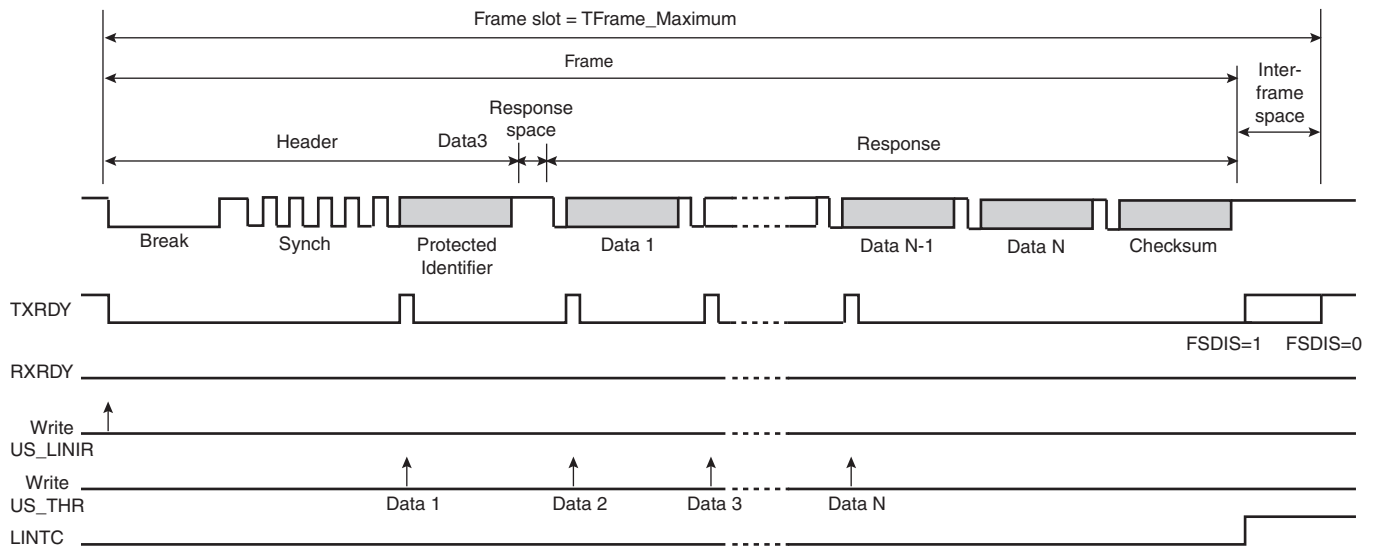 Frame slot = TFrame_Maximum
Frame
Inter-
frame
space
Response
space
Header
Data3
Response
Break
Synch
Protected
Identifier
Data 1
Data N-1
Data N
Checksum
TXRDY
FSDIS=1
FSDIS=0
RXRDY
Write
US_LINIR
Write
US_THR
Data 1
Data 2
Data 3
Data N
LINTC